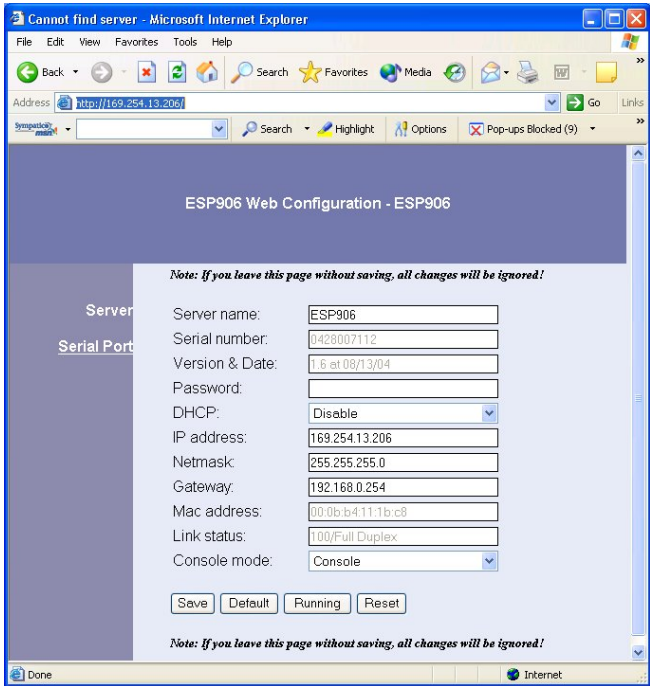 Cannot find server - Microsoft Internet Explorer
File Edit View Favorites Tools Help
Back Search Favorites Media W »
Address http://169.254.13.206/ Go Links
Sympatico msn Search Highlight Options Pop-ups Blocked (9) »
ESP906 Web Configuration - ESP906
Note: If you leave this page without saving, all changes will be ignored!
Server
Serial Port
Server name: ESP906
Serial number: 0428007112
Version & Date: 1.6 at 08/13/04
Password:
DHCP: Disable
IP address: 169.254.13.206
Netmask: 255.255.255.0
Gateway: 192.168.0.254
Mac address: 00:0b:b4:11:1b:c8
Link status: 100/Full Duplex
Console mode: Console
Save Default Running Reset
Note: If you leave this page without saving, all changes will be ignored!
Done Internet